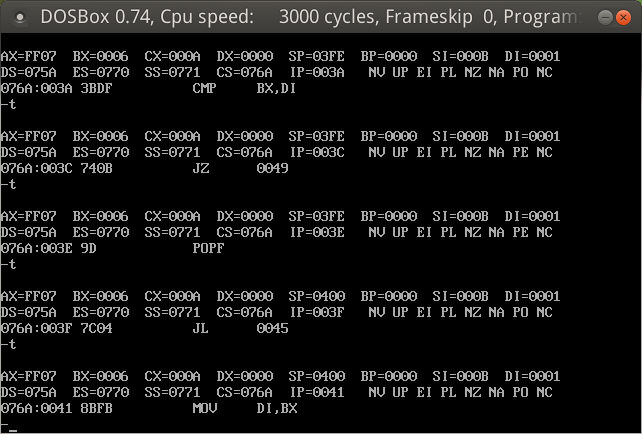 DOSBox 0.74, Cpu speed: 3000 cycles, Frameskip 0, Program
AX=FF07 BX=0006 CX=000A DX=0000 SP=03FE BP=0000 SI=000B DI=0001
DS=075A ES=0770 SS=0771 CS=076A IP=003A NV UP EI PL NZ NA PO NC
076A:003A 3BDF CMP BX,DI
-t
AX=FF07 BX=0006 CX=000A DX=0000 SP=03FE BP=0000 SI=000B DI=0001
DS=075A ES=0770 SS=0771 CS=076A IP=003C NV UP EI PL NZ NA PE NC
076A:003C 740B JZ 0049
-t
AX=FF07 BX=0006 CX=000A DX=0000 SP=03FE BP=0000 SI=000B DI=0001
DS=075A ES=0770 SS=0771 CS=076A IP=003E NV UP EI PL NZ NA PE NC
076A:003E 9D POPF
-t
AX=FF07 BX=0006 CX=000A DX=0000 SP=0400 BP=0000 SI=000B DI=0001
DS=075A ES=0770 SS=0771 CS=076A IP=003F NV UP EI PL NZ NA PO NC
076A:003F 7C04 JL 0045
-t
AX=FF07 BX=0006 CX=000A DX=0000 SP=0400 BP=0000 SI=000B DI=0001
DS=075A ES=0770 SS=0771 CS=076A IP=0041 NV UP EI PL NZ NA PO NC
076A:0041 8BFB MOV DI,BX
-_